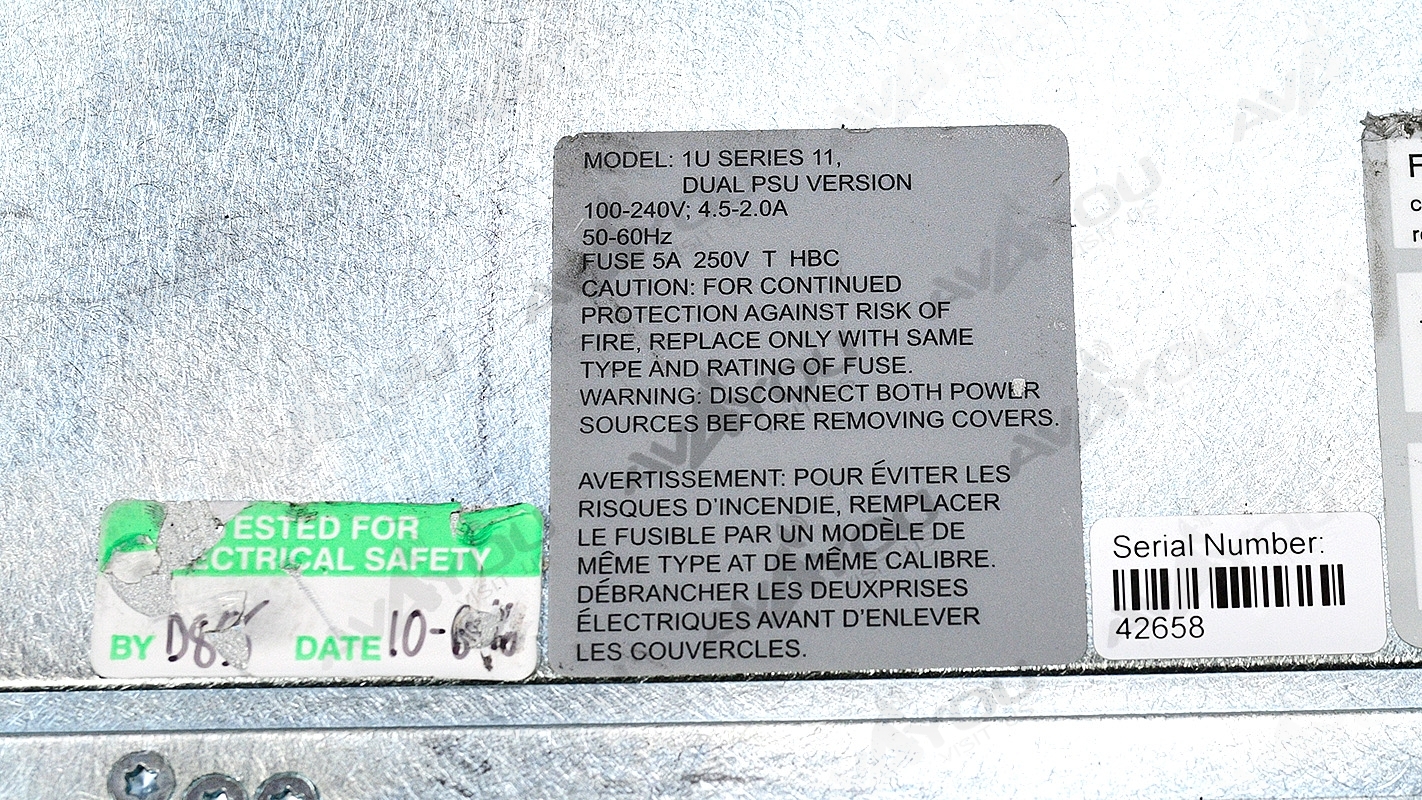 MODEL: 1U SERIES 11,
DUAL PSU VERSION
100-240V; 4.5-2.0A
50-60Hz
FUSE 5A 250V T HBC
CAUTION: FOR CONTINUED
PROTECTION AGAINST RISK OF
FIRE, REPLACE ONLY WITH SAME
TYPE AND RATING OF FUSE.
WARNING: DISCONNECT BOTH POWER
SOURCES BEFORE REMOVING COVERS.
AVERTISSEMENT: POUR ÉVITER LES
RISQUES D'INCENDIE, REMPLACER
LE FUSIBLE PAR UN MODÈLE DE
MÊME TYPE AT DE MÊME CALIBRE.
DÉBRANCHER LES DEUXPRISES
ÉLECTRIQUES AVANT D'ENLEVER
LES COUVERCLES.
ESTED FOR
ECTRICAL SAFETY
BY DATE 10-
Serial Number:
42658
AV4YOU